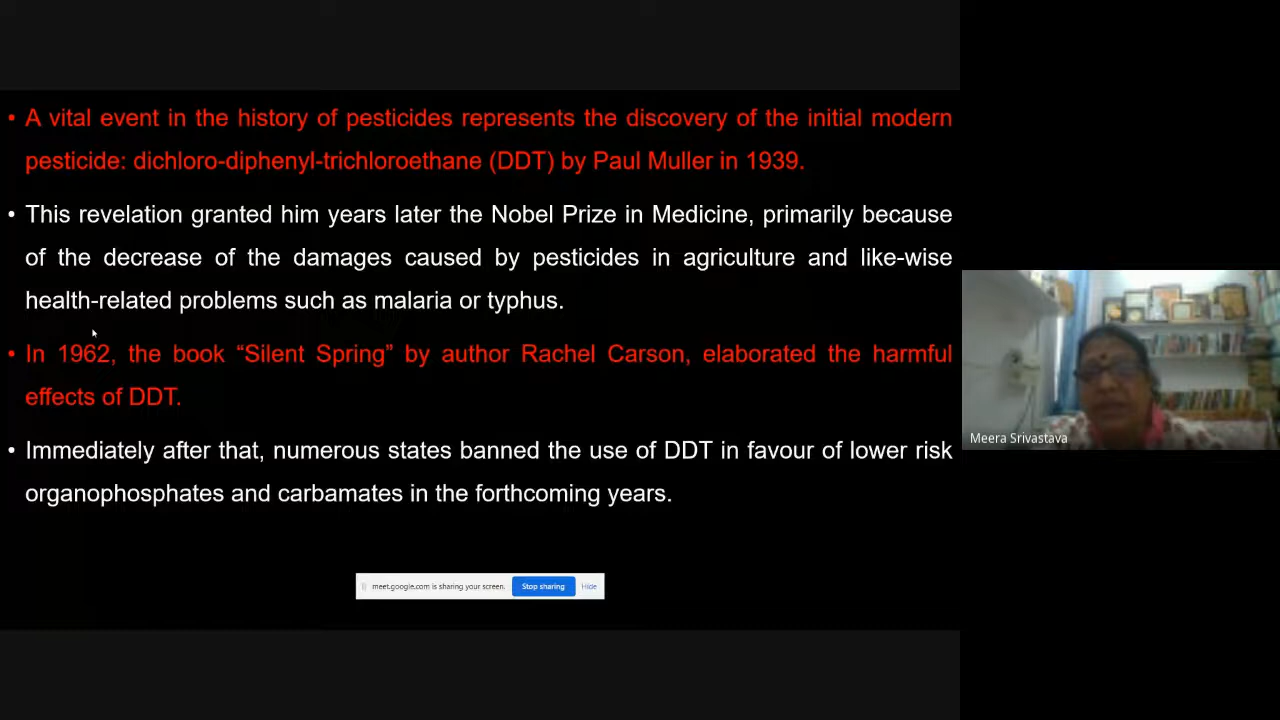 • A vital event in the history of pesticides represents the discovery of the initial modern
pesticide: dichloro-diphenyl-trichloroethane (DDT) by Paul Muller in 1939.
• This revelation granted him years later the Nobel Prize in Medicine, primarily because
of the decrease of the damages caused by pesticides in agriculture and like-wise
health-related problems such as malaria or typhus.
• In 1962, the book “Silent Spring” by author Rachel Carson, elaborated the harmful
effects of DDT.
• Immediately after that, numerous states banned the use of DDT in favour of lower risk
organophosphates and carbamates in the forthcoming years.
meet.google.com is sharing your screen. Stop sharing Hide
Meera Srivastava